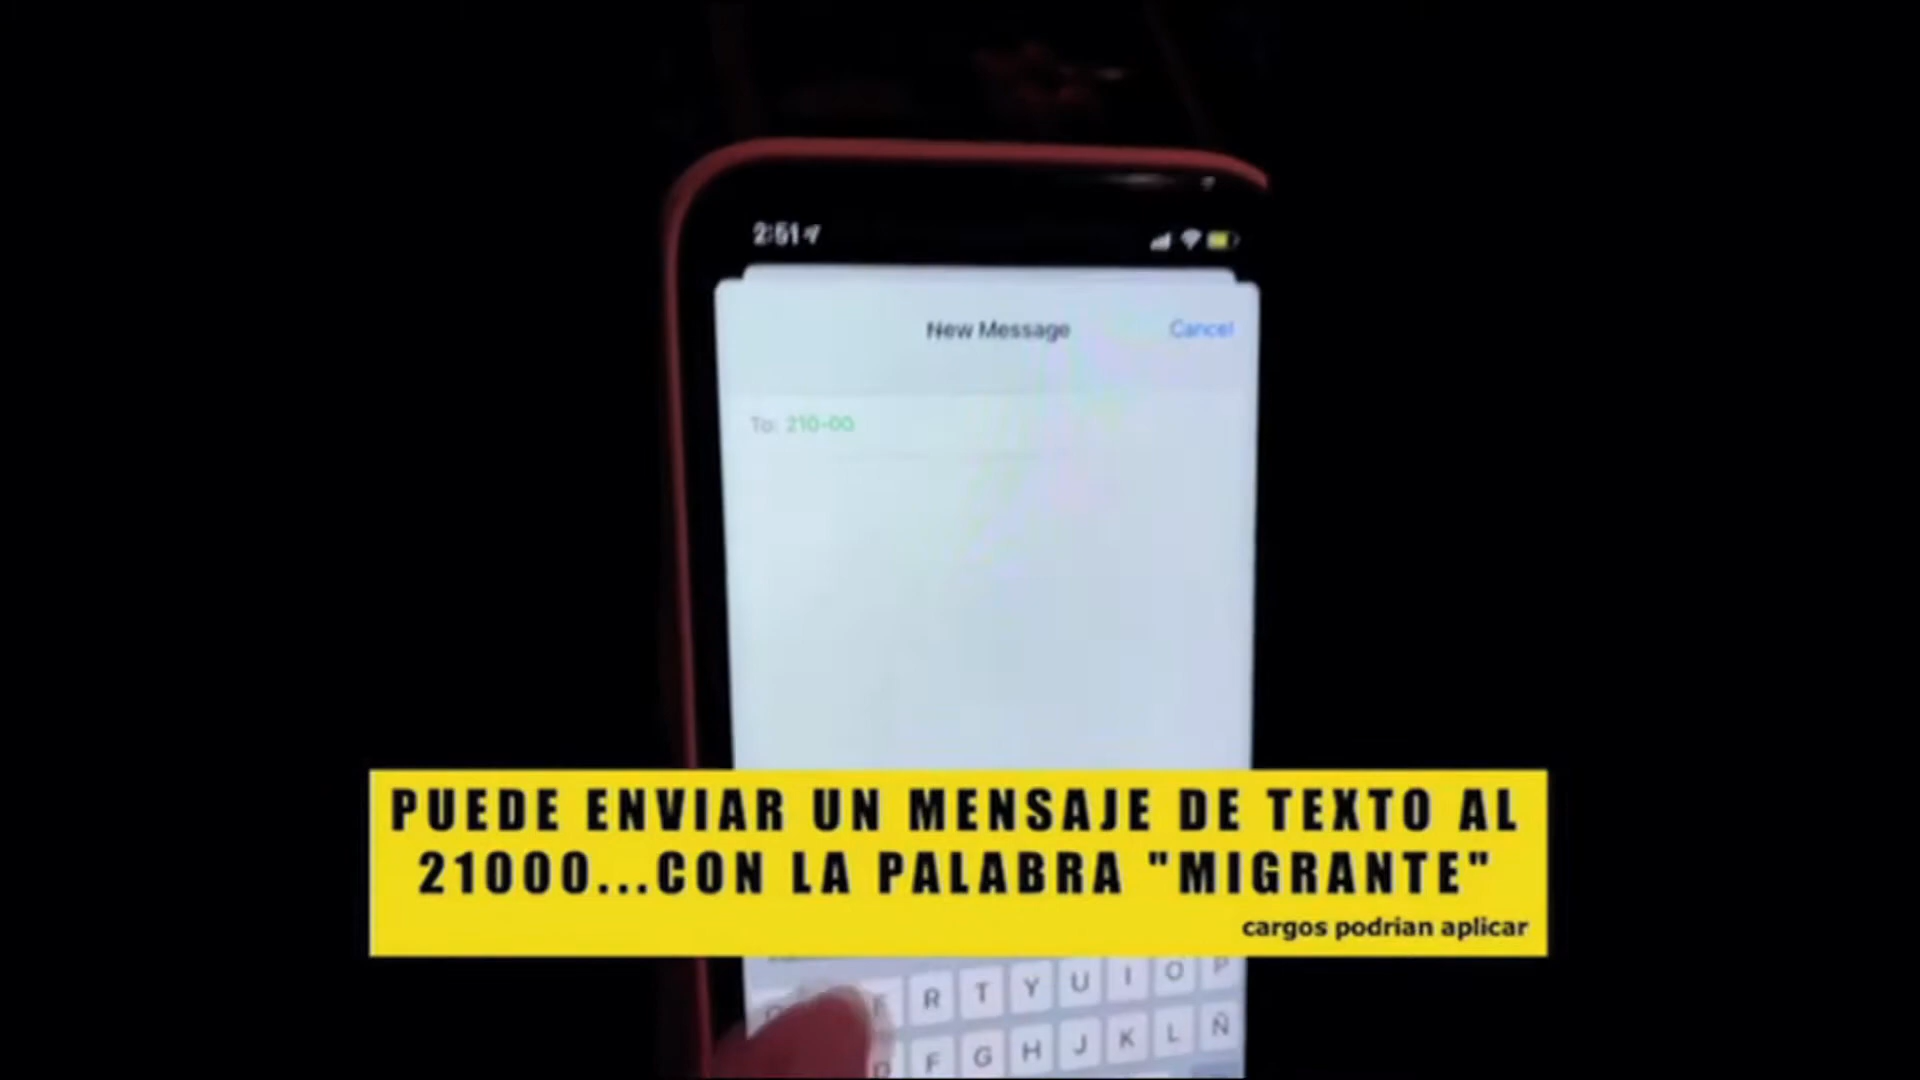 2:51
New Message
Cancel
To: 210-00
PUEDE ENVIAR UN MENSAJE DE TEXTO AL
21000...CON LA PALABRA "MIGRANTE"
cargos podrian aplicar
R T Y U I O P
F G H J K L Ñ